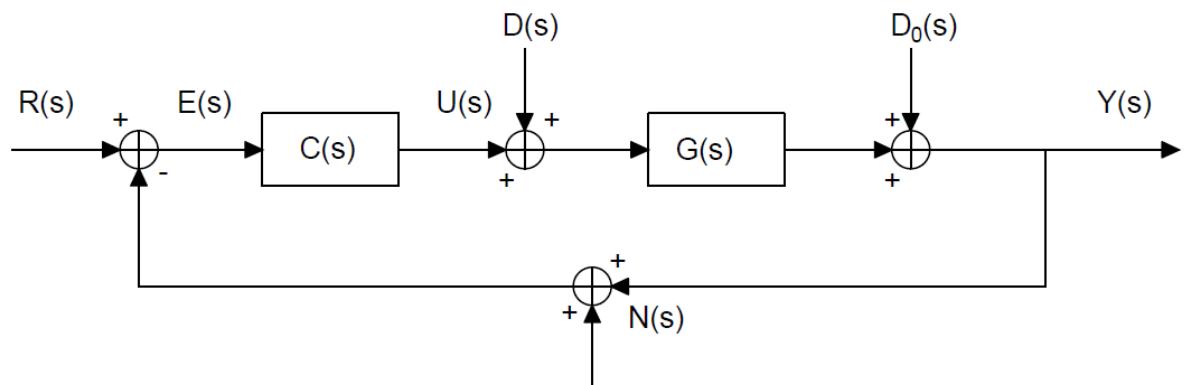 D(s) D₀(s)
R(s) E(s) U(s) Y(s)
+ + +
C(s) G(s)
- + +
+
+ N(s)